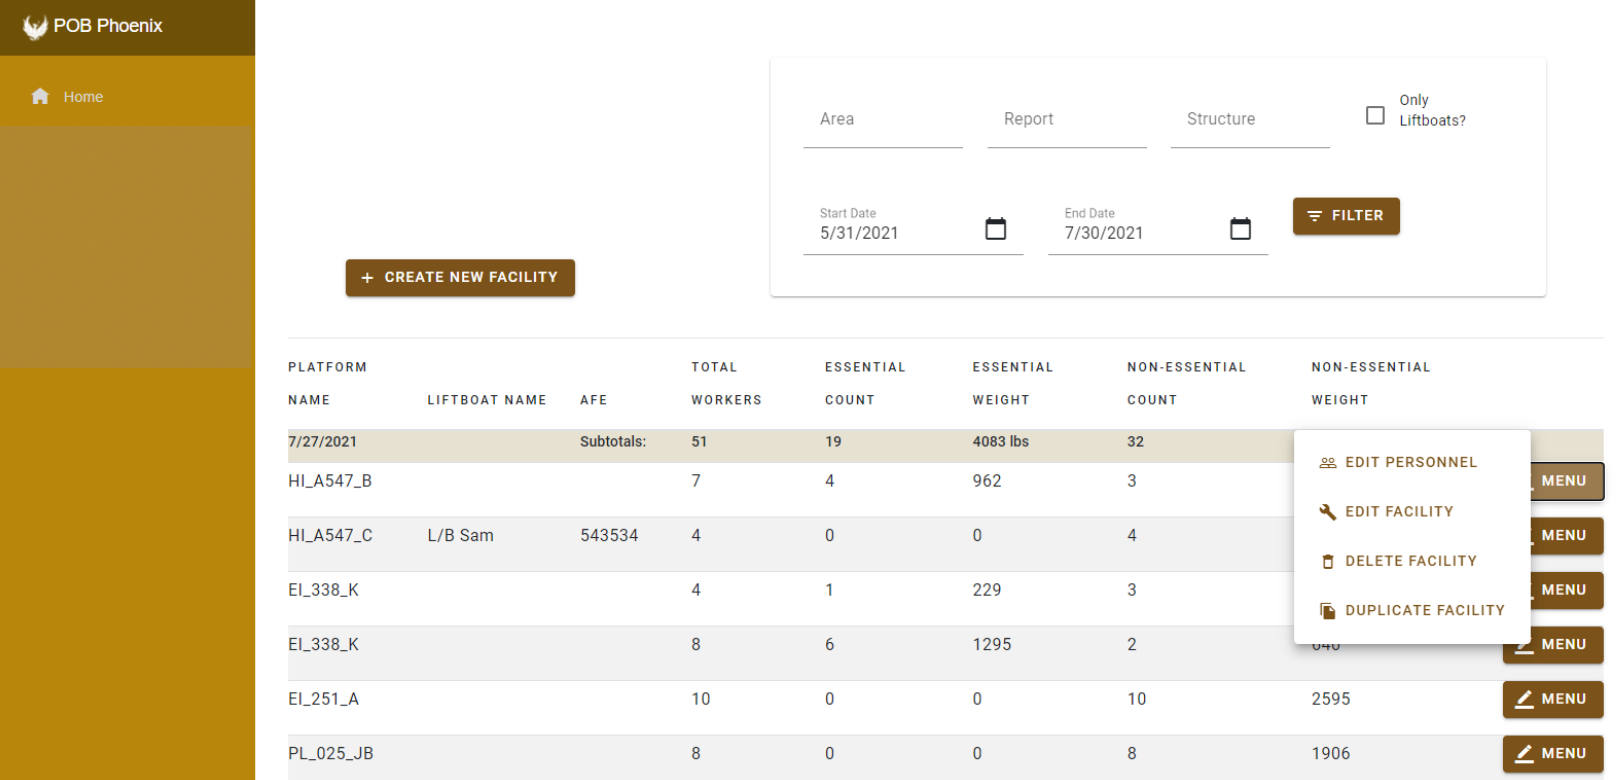 POB Phoenix
Home
Area
Report
Structure
Only
Liftboats?
Start Date
5/31/2021
End Date
7/30/2021
FILTER
+ CREATE NEW FACILITY
PLATFORM NAME
LIFTBOAT NAME
AFE
TOTAL WORKERS
ESSENTIAL COUNT
ESSENTIAL WEIGHT
NON-ESSENTIAL COUNT
NON-ESSENTIAL WEIGHT
7/27/2021 Subtotals: 51 19 4083 lbs 32
HI_A547_B 7 4 962 3 MENU
HI_A547_C L/B Sam 543534 4 0 0 4 MENU
EI_338_K 4 1 229 3 MENU
EI_338_K 8 6 1295 2 MENU
EI_251_A 10 0 0 10 2595 MENU
PL_025_JB 8 0 0 8 1906 MENU
EDIT PERSONNEL
EDIT FACILITY
DELETE FACILITY
DUPLICATE FACILITY